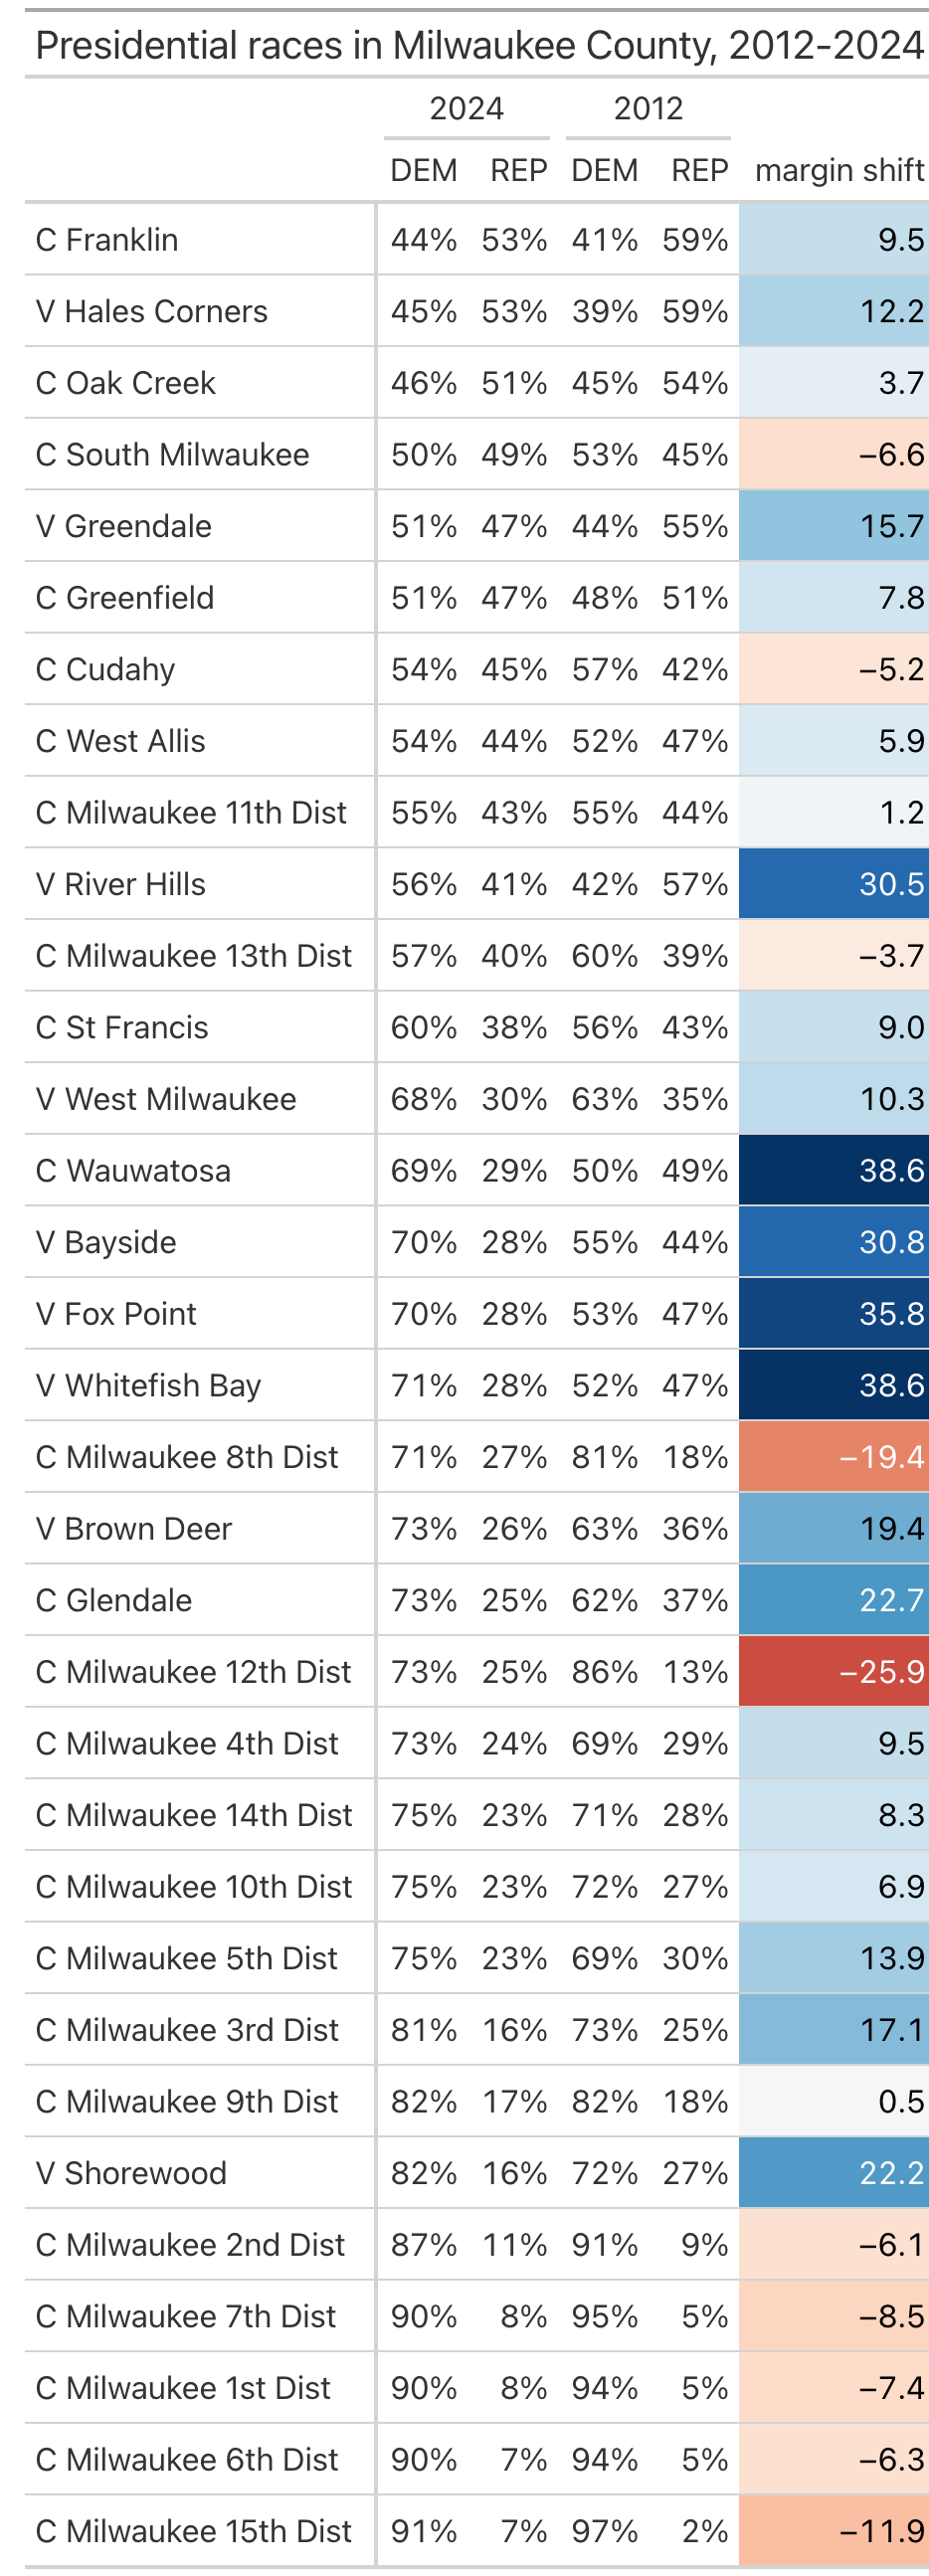 Presidential races in Milwaukee County, 2012-2024
2024 2012
DEM REP DEM REP margin shift
C Franklin 44% 53% 41% 59% 9.5
V Hales Corners 45% 53% 39% 59% 12.2
C Oak Creek 46% 51% 45% 54% 3.7
C South Milwaukee 50% 49% 53% 45% −6.6
V Greendale 51% 47% 44% 55% 15.7
C Greenfield 51% 47% 48% 51% 7.8
C Cudahy 54% 45% 57% 42% −5.2
C West Allis 54% 44% 52% 47% 5.9
C Milwaukee 11th Dist 55% 43% 55% 44% 1.2
V River Hills 56% 41% 42% 57% 30.5
C Milwaukee 13th Dist 57% 40% 60% 39% −3.7
C St Francis 60% 38% 56% 43% 9.0
V West Milwaukee 68% 30% 63% 35% 10.3
C Wauwatosa 69% 29% 50% 49% 38.6
V Bayside 70% 28% 55% 44% 30.8
V Fox Point 70% 28% 53% 47% 35.8
V Whitefish Bay 71% 28% 52% 47% 38.6
C Milwaukee 8th Dist 71% 27% 81% 18% −19.4
V Brown Deer 73% 26% 63% 36% 19.4
C Glendale 73% 25% 62% 37% 22.7
C Milwaukee 12th Dist 73% 25% 86% 13% −25.9
C Milwaukee 4th Dist 73% 24% 69% 29% 9.5
C Milwaukee 14th Dist 75% 23% 71% 28% 8.3
C Milwaukee 10th Dist 75% 23% 72% 27% 6.9
C Milwaukee 5th Dist 75% 23% 69% 30% 13.9
C Milwaukee 3rd Dist 81% 16% 73% 25% 17.1
C Milwaukee 9th Dist 82% 17% 82% 18% 0.5
V Shorewood 82% 16% 72% 27% 22.2
C Milwaukee 2nd Dist 87% 11% 91% 9% −6.1
C Milwaukee 7th Dist 90% 8% 95% 5% −8.5
C Milwaukee 1st Dist 90% 8% 94% 5% −7.4
C Milwaukee 6th Dist 90% 7% 94% 5% −6.3
C Milwaukee 15th Dist 91% 7% 97% 2% −11.9